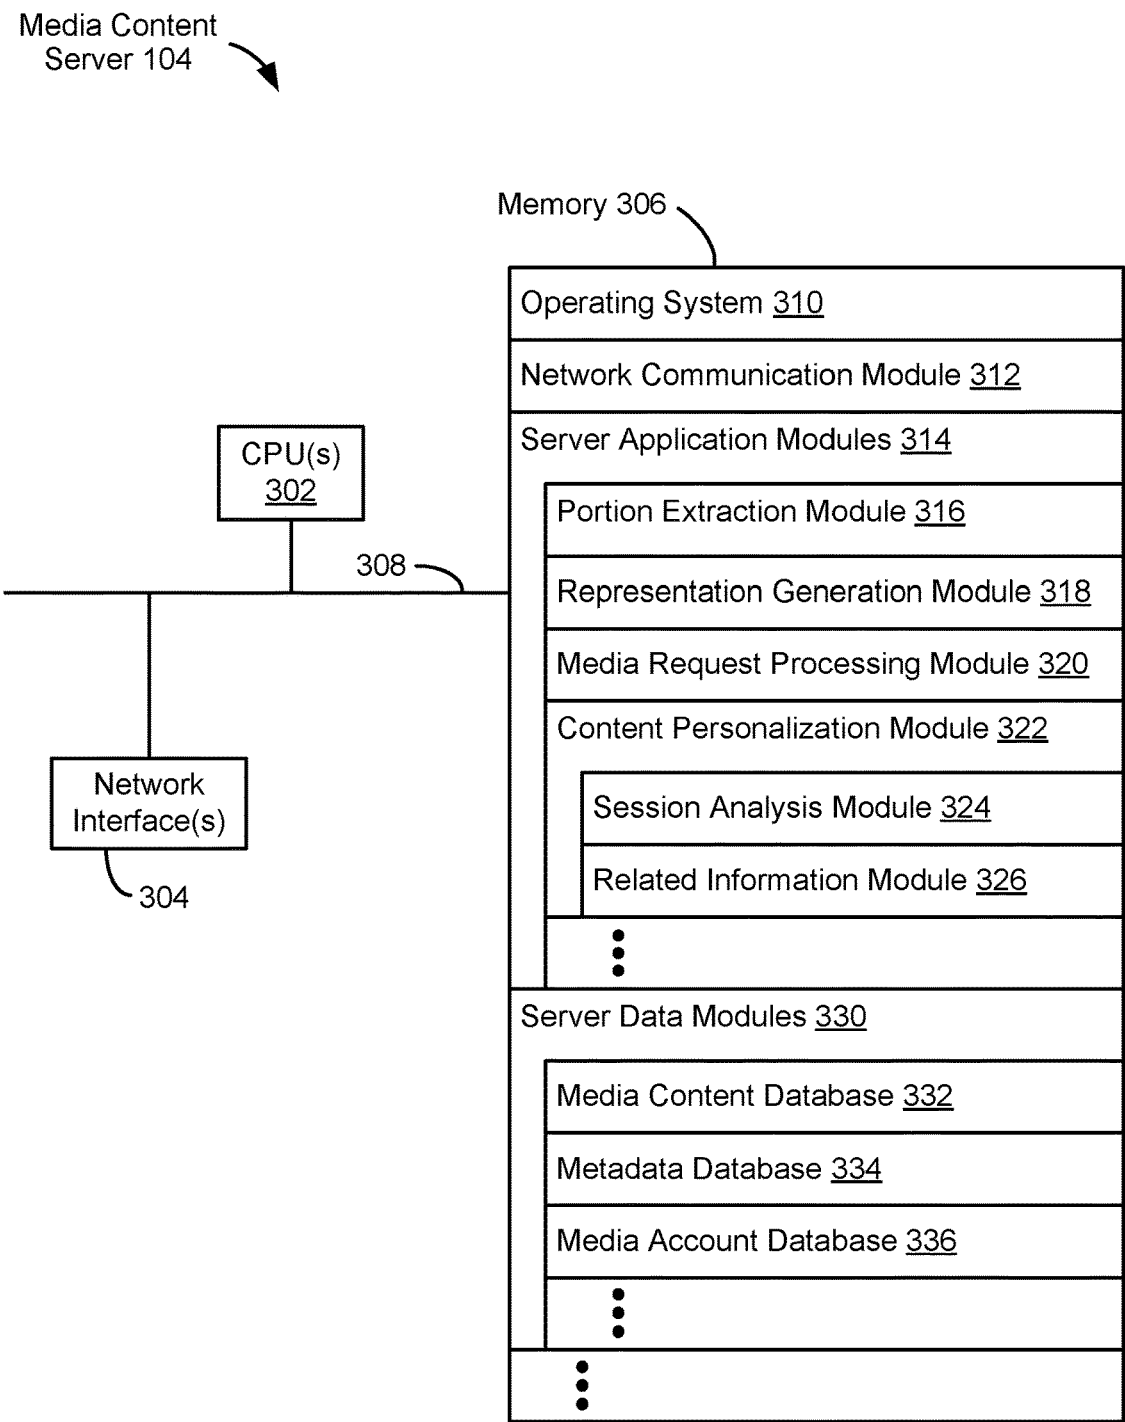 Media Content
Server 104
Memory 306
Operating System 310
Network Communication Module 312
Server Application Modules 314
Portion Extraction Module 316
Representation Generation Module 318
Media Request Processing Module 320
Content Personalization Module 322
Session Analysis Module 324
Related Information Module 326
Server Data Modules 330
Media Content Database 332
Metadata Database 334
Media Account Database 336
CPU(s)
302
308
Network
Interface(s)
304